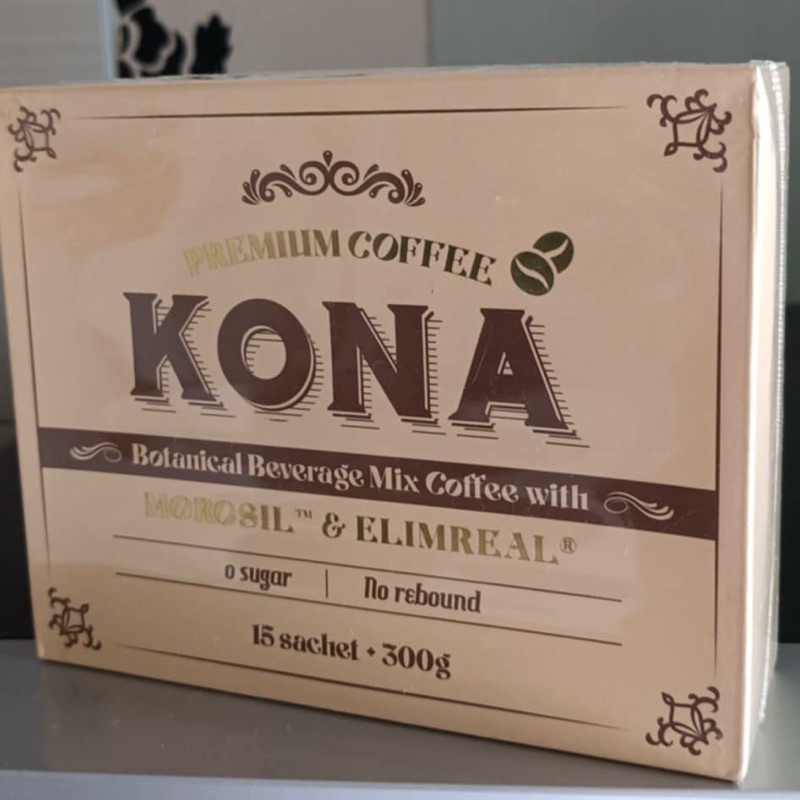 PREMIUM COFFEE
KONA
Botanical Beverage Mix Coffee with
MOROSIL™ & ELIMREAL®
0 sugar | No rebound
15 sachet • 300g